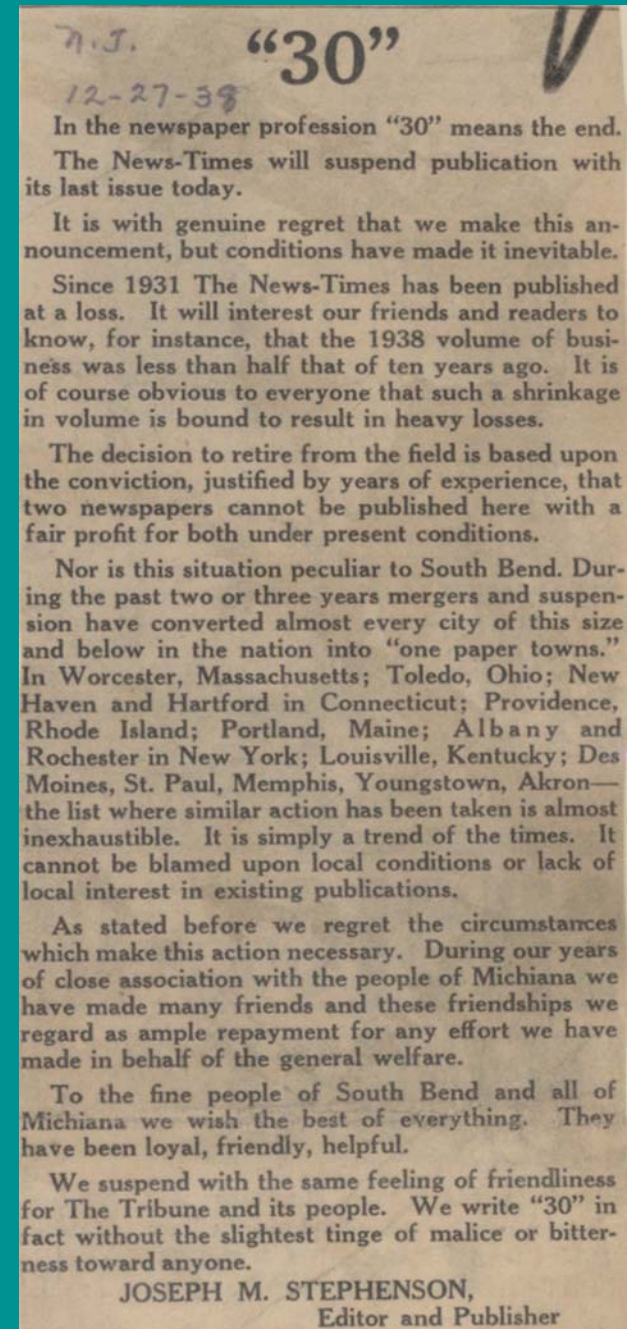 N.T.
"30"
12-27-38
In the newspaper profession "30" means the end.
The News-Times will suspend publication with
its last issue today.
It is with genuine regret that we make this an-
nouncement, but conditions have made it inevitable.
Since 1931 The News-Times has been published
at a loss. It will interest our friends and readers to
know, for instance, that the 1938 volume of busi-
ness was less than half that of ten years ago. It is
of course obvious to everyone that such a shrinkage
in volume is bound to result in heavy losses.
The decision to retire from the field is based upon
the conviction, justified by years of experience, that
two newspapers cannot be published here with a
fair profit for both under present conditions.
Nor is this situation peculiar to South Bend. Dur-
ing the past two or three years mergers and suspen-
sion have converted almost every city of this size
and below in the nation into "one paper towns."
In Worcester, Massachusetts; Toledo, Ohio; New
Haven and Hartford in Connecticut; Providence,
Rhode Island; Portland, Maine; Albany and
Rochester in New York; Louisville, Kentucky; Des
Moines, St. Paul, Memphis, Youngstown, Akron—
the list where similar action has been taken is almost
inexhaustible. It is simply a trend of the times. It
cannot be blamed upon local conditions or lack of
local interest in existing publications.
As stated before we regret the circumstances
which make this action necessary. During our years
of close association with the people of Michiana we
have made many friends and these friendships we
regard as ample repayment for any effort we have
made in behalf of the general welfare.
To the fine people of South Bend and all of
Michiana we wish the best of everything. They
have been loyal, friendly, helpful.
We suspend with the same feeling of friendliness
for The Tribune and its people. We write "30" in
fact without the slightest tinge of malice or bitter-
ness toward anyone.
JOSEPH M. STEPHENSON,
Editor and Publisher